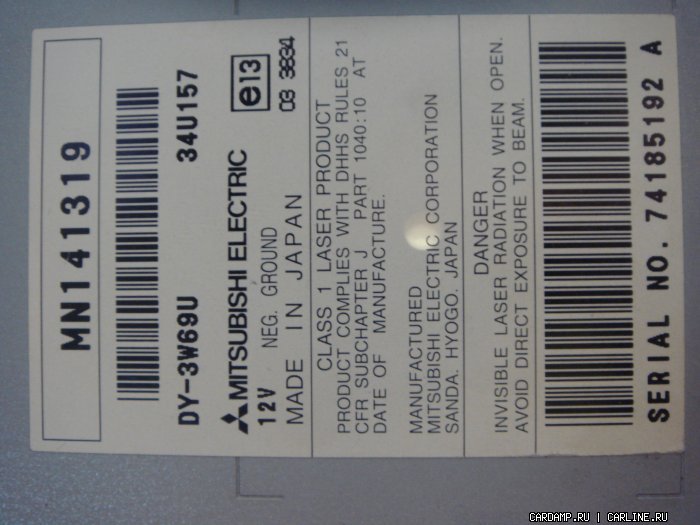 MN141319
DY-3W69U 34U157
MITSUBISHI ELECTRIC
12V NEG. GROUND
e13
03 3834
MADE IN JAPAN
CLASS 1 LASER PRODUCT
PRODUCT COMPLIES WITH DHHS RULES 21
CFR SUBCHAPTER J PART 1040:10 AT
DATE OF MANUFACTURE.
MANUFACTURED
MITSUBISHI ELECTRIC CORPORATION
SANDA. HYOGO. JAPAN
DANGER
INVISIBLE LASER RADIATION WHEN OPEN.
AVOID DIRECT EXPOSURE TO BEAM.
SERIAL NO. 74185192 A
CARDAMP.RU | CARLINE.RU